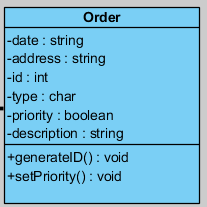 Order
-date : string
-address : string
-id : int
-type : char
-priority : boolean
-description : string
+generateID() : void
+setPriority() : void